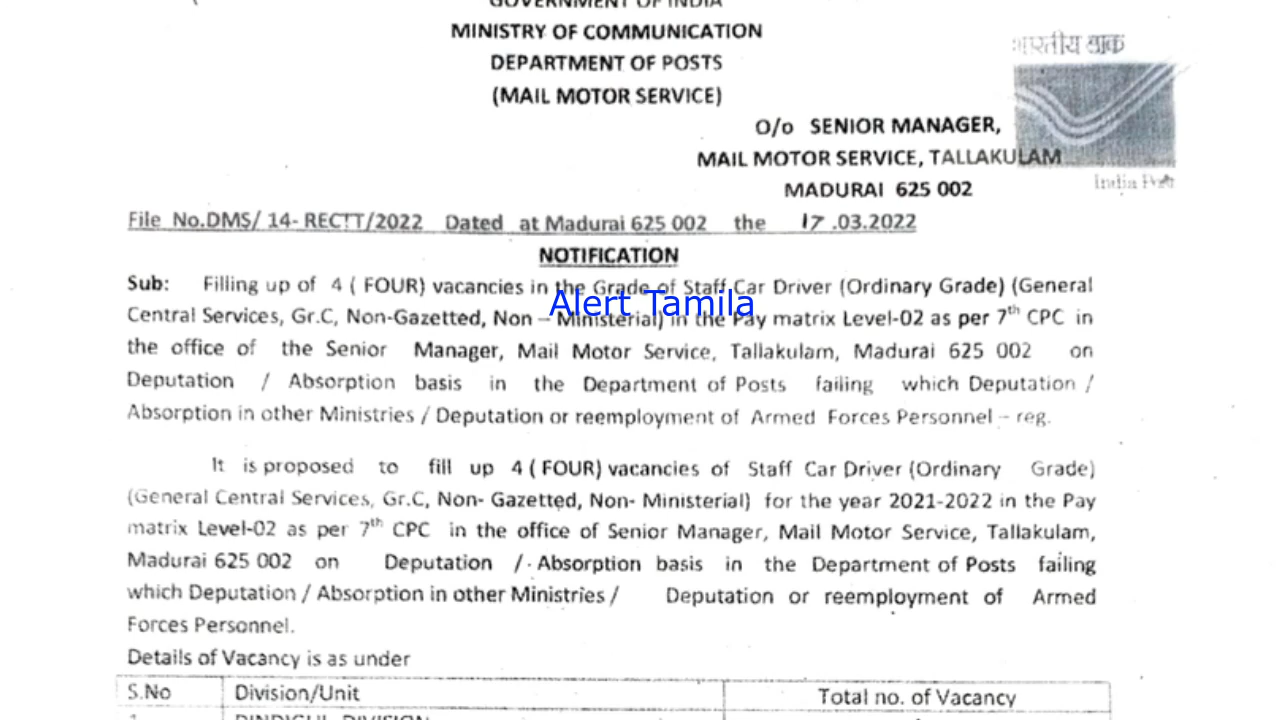 GOVERNMENT OF INDIA
MINISTRY OF COMMUNICATION
DEPARTMENT OF POSTS
(MAIL MOTOR SERVICE)
भारतीय डाक
India Post
O/o SENIOR MANAGER,
MAIL MOTOR SERVICE, TALLAKULAM
MADURAI 625 002
File No.DMS/ 14- RECTT/2022 Dated at Madurai 625 002 the 17 .03.2022
NOTIFICATION
Sub: Filling up of 4 ( FOUR) vacancies in the Grade of Staff Car Driver (Ordinary Grade) (General
Alert Tamila
Central Services, Gr.C, Non-Gazetted, Non – Ministerial) in the Pay matrix Level-02 as per 7th CPC in
the office of the Senior Manager, Mail Motor Service, Tallakulam, Madurai 625 002 on
Deputation / Absorption basis in the Department of Posts failing which Deputation /
Absorption in other Ministries / Deputation or reemployment of Armed Forces Personnel – reg.
It is proposed to fill up 4 ( FOUR) vacancies of Staff Car Driver (Ordinary Grade)
(General Central Services, Gr.C, Non- Gazetted, Non- Ministerial) for the year 2021-2022 in the Pay
matrix Level-02 as per 7th CPC in the office of Senior Manager, Mail Motor Service, Tallakulam,
Madurai 625 002 on Deputation / Absorption basis in the Department of Posts failing
which Deputation / Absorption in other Ministries / Deputation or reemployment of Armed
Forces Personnel.
Details of Vacancy is as under
S.No Division/Unit Total no. of Vacancy
1 DINDIGUL DIVISION